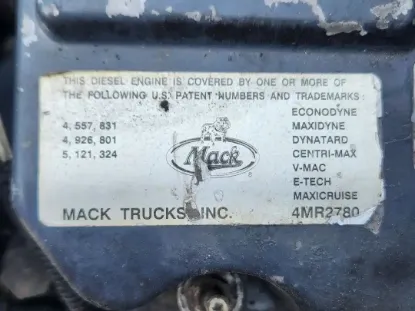 THIS DIESEL ENGINE IS COVERED BY ONE OR MORE OF
THE FOLLOWING U.S. PATENT NUMBERS AND TRADEMARKS:
ECONODYNE
4,557,831 MAXIDYNE
4,926,801 DYNATARD
5,121,324 CENTRI-MAX
Mack
V-MAC
E-TECH
MAXICRUISE
MACK TRUCKS, INC. 4MR2780